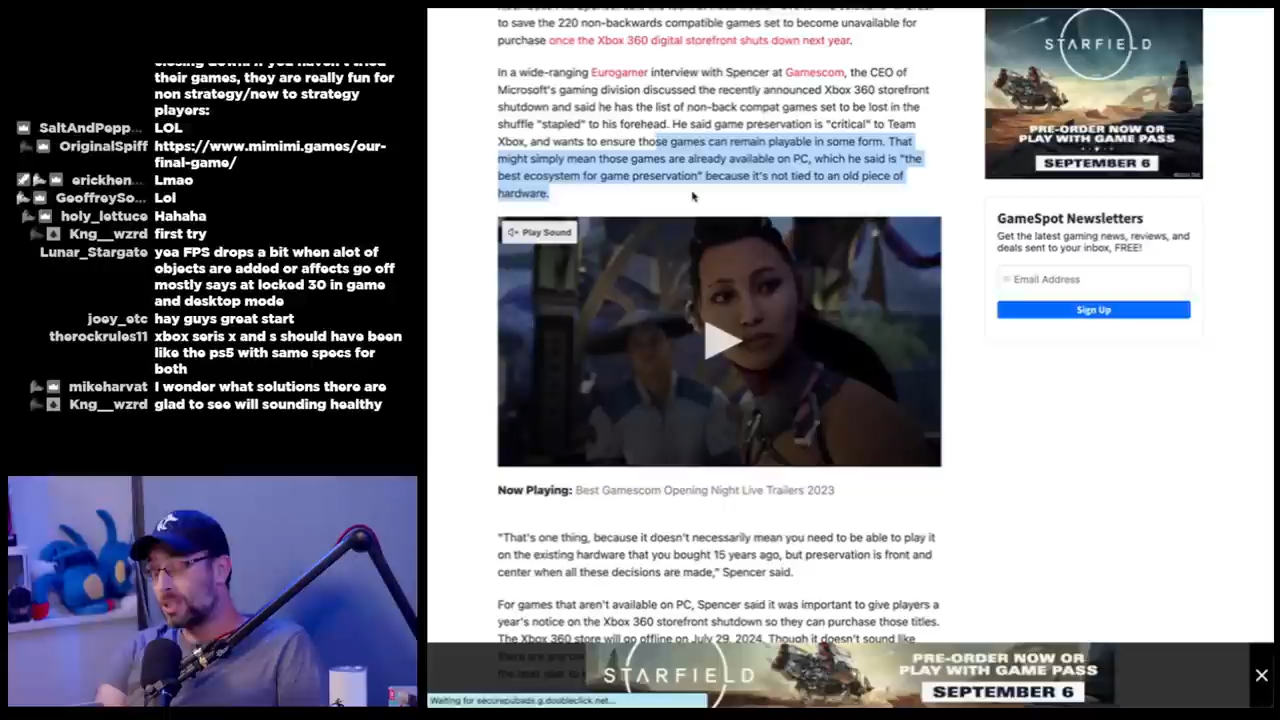 their games, they are really fun for
non strategy/new to strategy
players:
SaltAndPepp... LOL
OriginalSpiff https://www.mimimi.games/our-
final-game/
erickhen... Lmao
GeoffreySo... Lol
holy_lettuce Hahaha
Kng__wzrd first try
Lunar_Stargate yea FPS drops a bit when alot of
objects are added or affects go off
mostly says at locked 30 in game
and desktop mode
joey_etc hay guys great start
therockrules11 xbox seris x and s should have been
like the ps5 with same specs for
both
mikeharvat I wonder what solutions there are
Kng__wzrd glad to see will sounding healthy
to save the 220 non-backwards compatible games set to become unavailable for
purchase once the Xbox 360 digital storefront shuts down next year.
In a wide-ranging Eurogamer interview with Spencer at Gamescom, the CEO of
Microsoft's gaming division discussed the recently announced Xbox 360 storefront
shutdown and said he has the list of non-back compat games set to be lost in the
shuffle "stapled" to his forehead. He said game preservation is "critical" to Team
Xbox, and wants to ensure those games can remain playable in some form. That
might simply mean those games are already available on PC, which he said is "the
best ecosystem for game preservation" because it's not tied to an old piece of
hardware.
Play Sound
Now Playing: Best Gamescom Opening Night Live Trailers 2023
"That's one thing, because it doesn't necessarily mean you need to be able to play it
on the existing hardware that you bought 15 years ago, but preservation is front and
center when all these decisions are made," Spencer said.
For games that aren't available on PC, Spencer said it was important to give players a
year's notice on the Xbox 360 storefront shutdown so they can purchase those titles.
The Xbox 360 store will go offline on July 29, 2024. Though it doesn't sound like
STARFIELD
PRE-ORDER NOW OR
PLAY WITH GAME PASS
SEPTEMBER 6
GameSpot Newsletters
Get the latest gaming news, reviews, and
deals sent to your inbox, FREE!
Email Address
Sign Up
STARFIELD
PRE-ORDER NOW OR
PLAY WITH GAME PASS
SEPTEMBER 6
Waiting for securepubads.g.doubleclick.net...